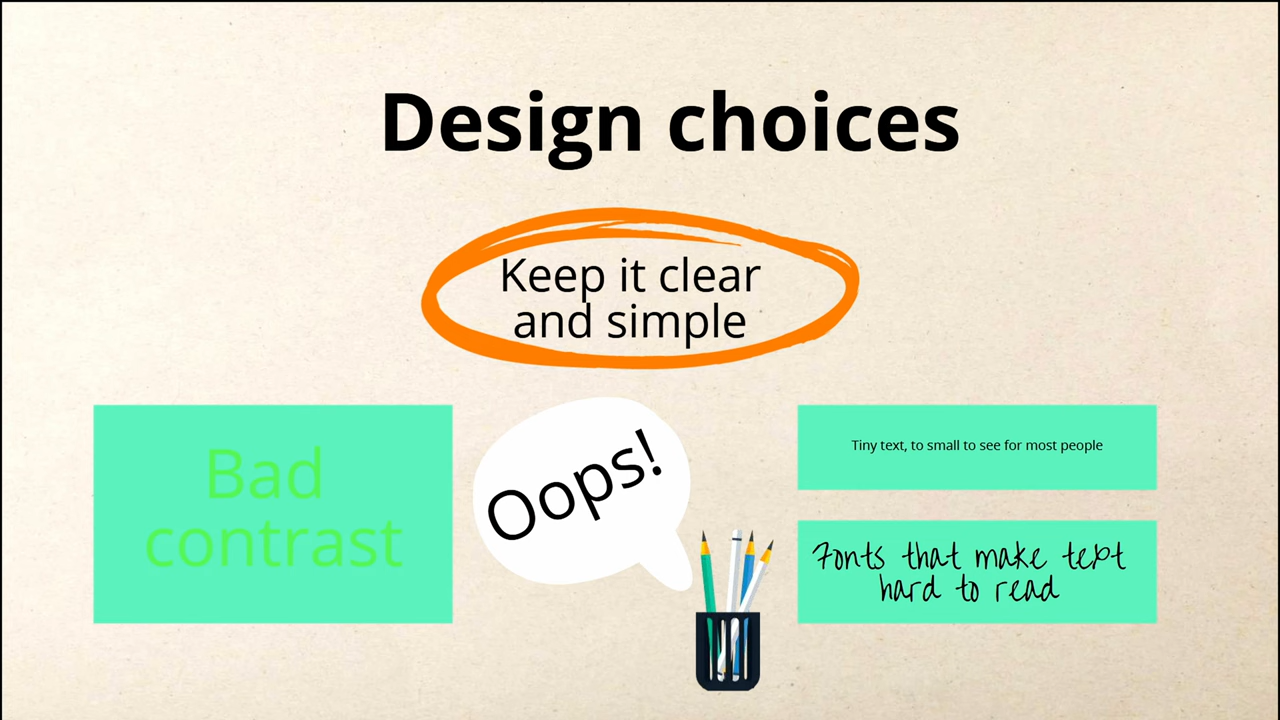 Design choices
Keep it clear
and simple
Bad
contrast
Oops!
Tiny text, to small to see for most people
Fonts that make text
hard to read